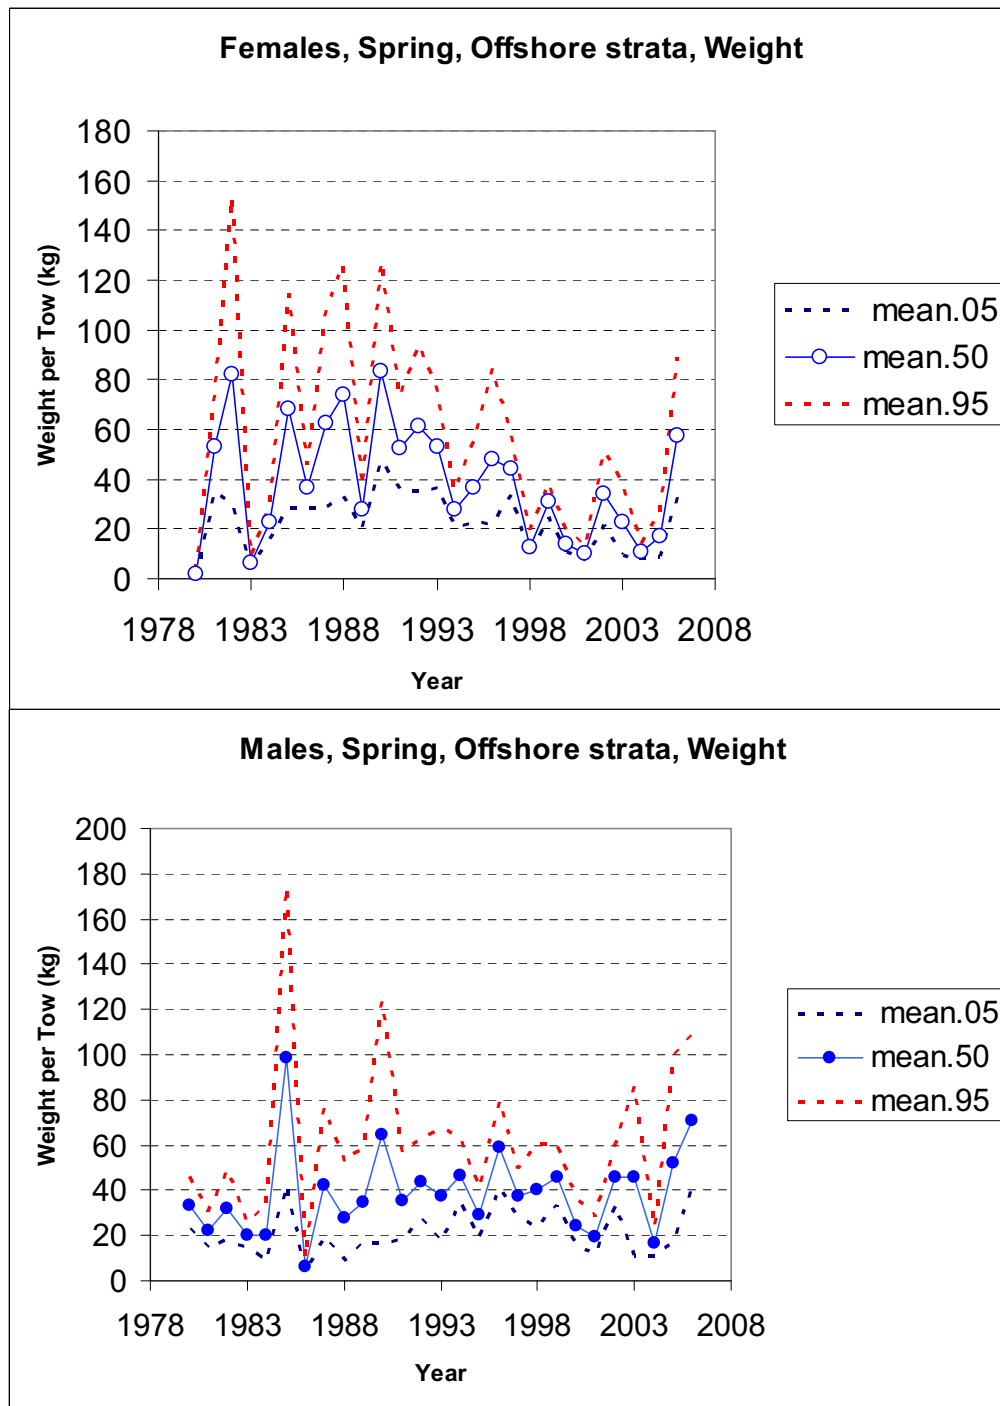 Females, Spring, Offshore strata, Weight
180
160
140
120
100
80
60
40
20
0
Weight per Tow (kg)
1978 1983 1988 1993 1998 2003 2008
Year
mean.05
mean.50
mean.95
Males, Spring, Offshore strata, Weight
200
180
160
140
120
100
80
60
40
20
0
Weight per Tow (kg)
1978 1983 1988 1993 1998 2003 2008
Year
mean.05
mean.50
mean.95